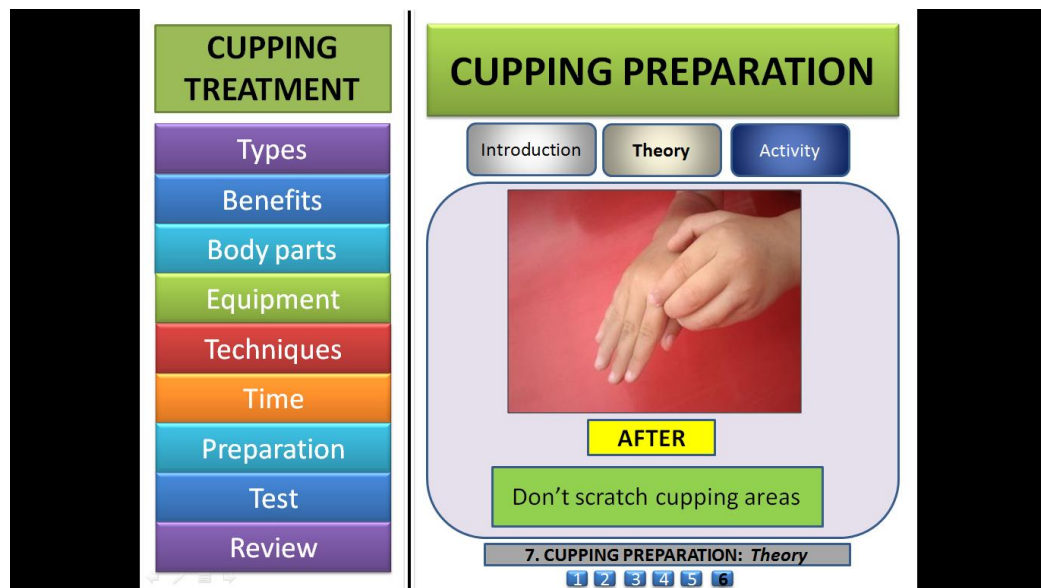 CUPPING
TREATMENT
Types
Benefits
Body parts
Equipment
Techniques
Time
Preparation
Test
Review
CUPPING PREPARATION
Introduction
Theory
Activity
AFTER
Don't scratch cupping areas
7. CUPPING PREPARATION: Theory
1 2 3 4 5 6